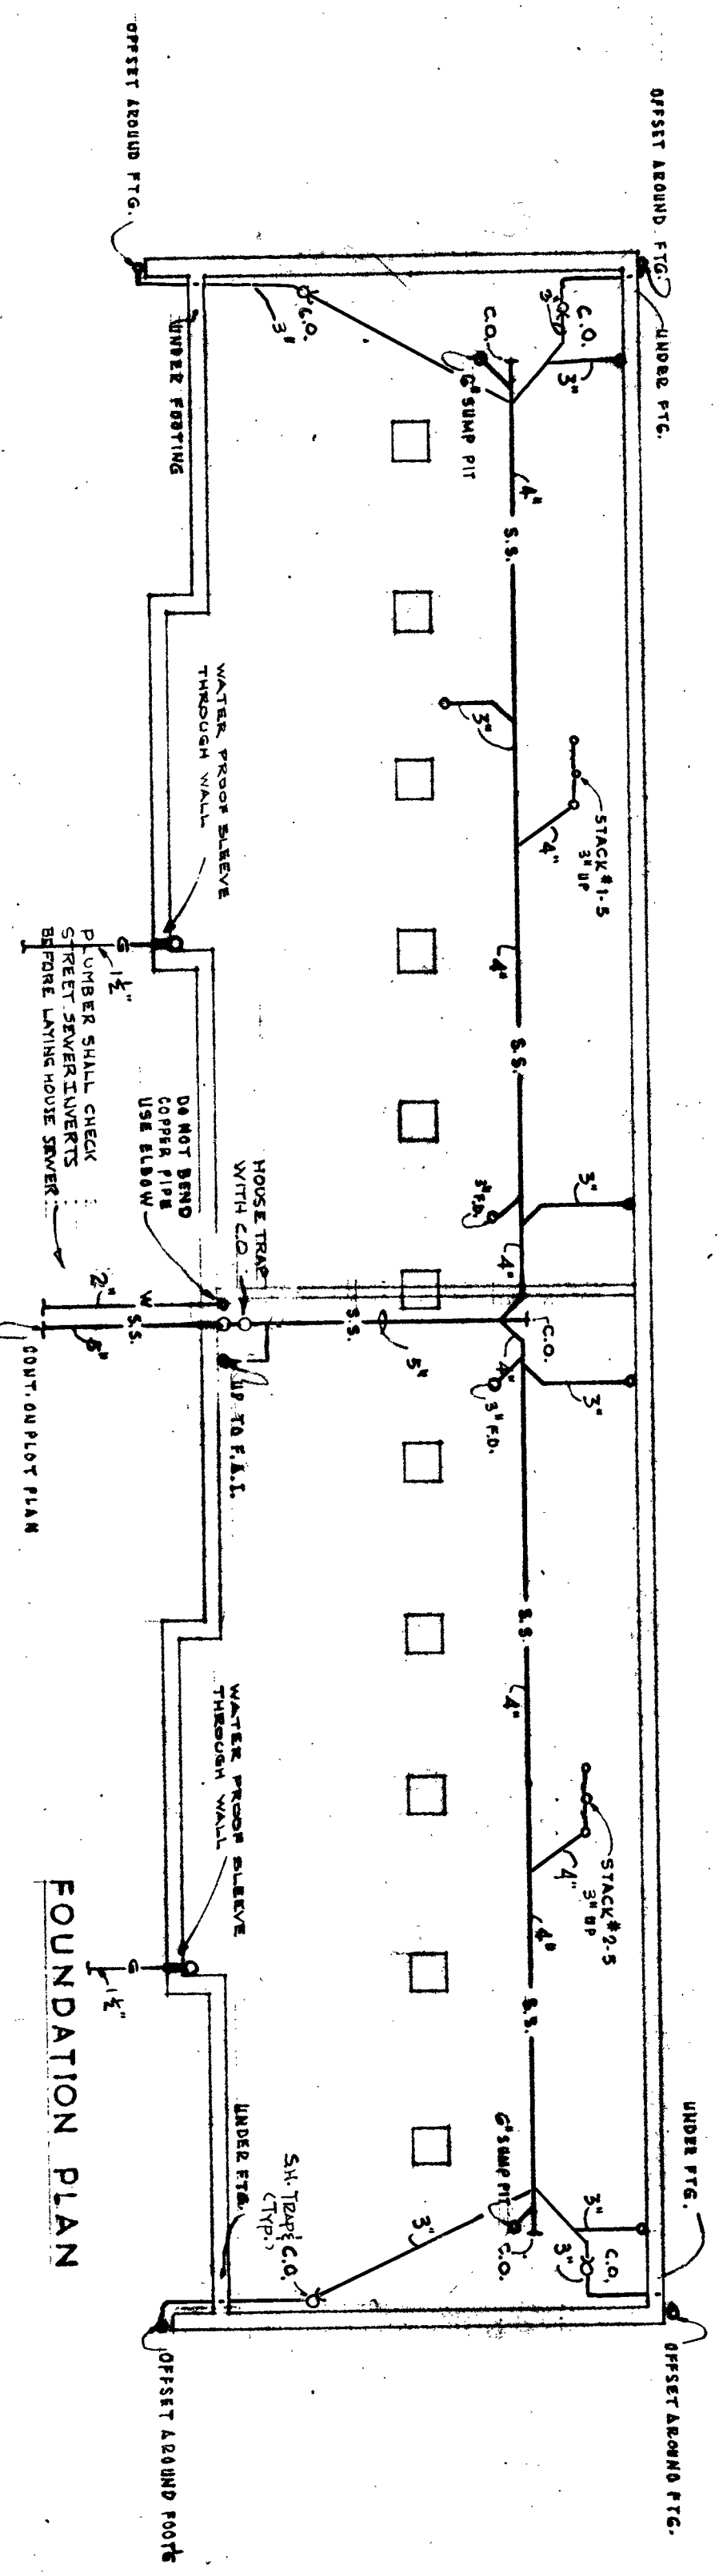 OFFSET AROUND FTG.
UNDER FTG.
C.O.
3"
3"
C.O.
6" SUMP PIT
3"
C.O.
UNDER FOOTING
OFFSET AROUND FTG.
4"
S.S.
3"
STACK #1-5
3" UP
4"
4"
S.S.
WATER PROOF SLEEVE
THROUGH WALL
G
1½"
PLUMBER SHALL CHECK
STREET SEWER INVERTS
BEFORE LAYING HOUSE SEWER
DO NOT BEND
COPPER PIPE
USE ELBOW
HOUSE TRAP
WITH C.O.
3" F.D.
3"
4"
C.O.
4"
3" F.D.
3"
S.S.
5"
W
2"
S.S.
5"
UP TO F.A.I.
CONT. ON PLOT PLAN
S.S.
4"
STACK #2-5
3" UP
4"
4"
S.S.
WATER PROOF SLEEVE
THROUGH WALL
G
1½"
UNDER FTG.
3"
C.O.
3"
6" SUMP PIT
C.O.
3"
S.H. TRAP &
C.O.
(TYP.)
UNDER FTG.
OFFSET AROUND FTG.
OFFSET AROUND FOOTG
FOUNDATION PLAN